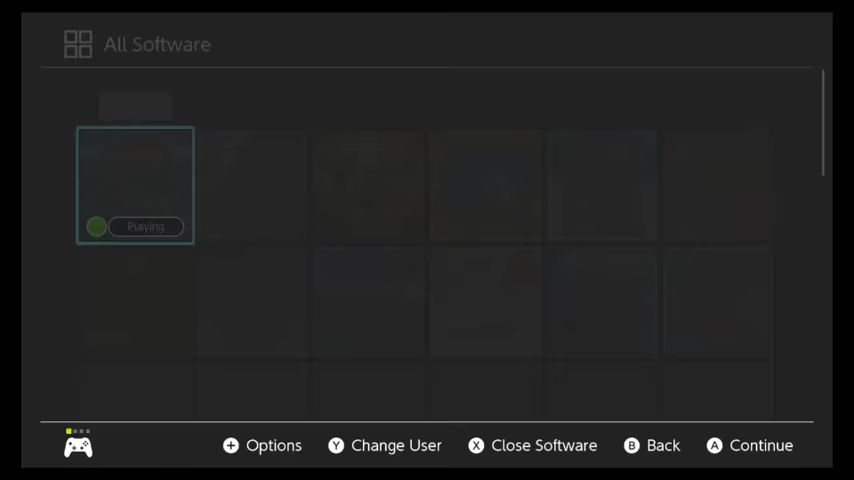 All Software
Playing
+ Options Y Change User X Close Software B Back A Continue